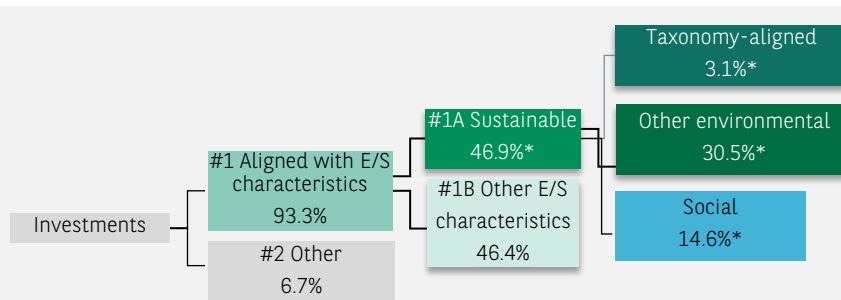 Investments
#1 Aligned with E/S
characteristics
93.3%
#2 Other
6.7%
#1A Sustainable
46.9%*
#1B Other E/S
characteristics
46.4%
Taxonomy-aligned
3.1%*
Other environmental
30.5%*
Social
14.6%*